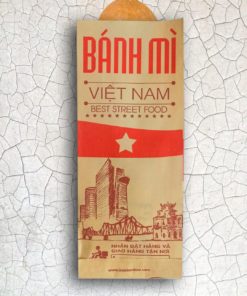 BÁNH MÌ
VIỆT NAM
BEST STREET FOOD
NHẬN ĐẶT HÀNG VÀ
GIAO HÀNG TẬN NƠI